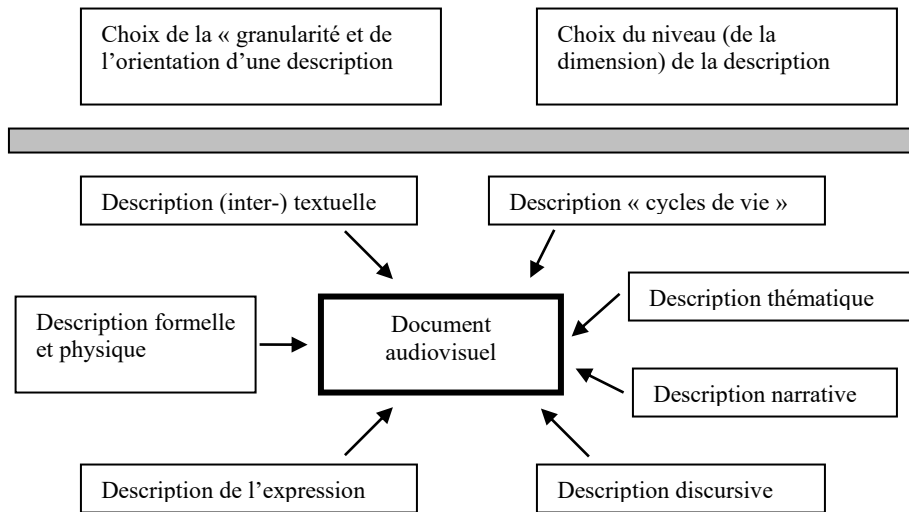 Choix de la « granularité et de
l’orientation d’une description
Choix du niveau (de la
dimension) de la description
Description (inter-) textuelle
Description « cycles de vie »
Description thématique
Description formelle
et physique
Document
audiovisuel
Description narrative
Description de l’expression
Description discursive